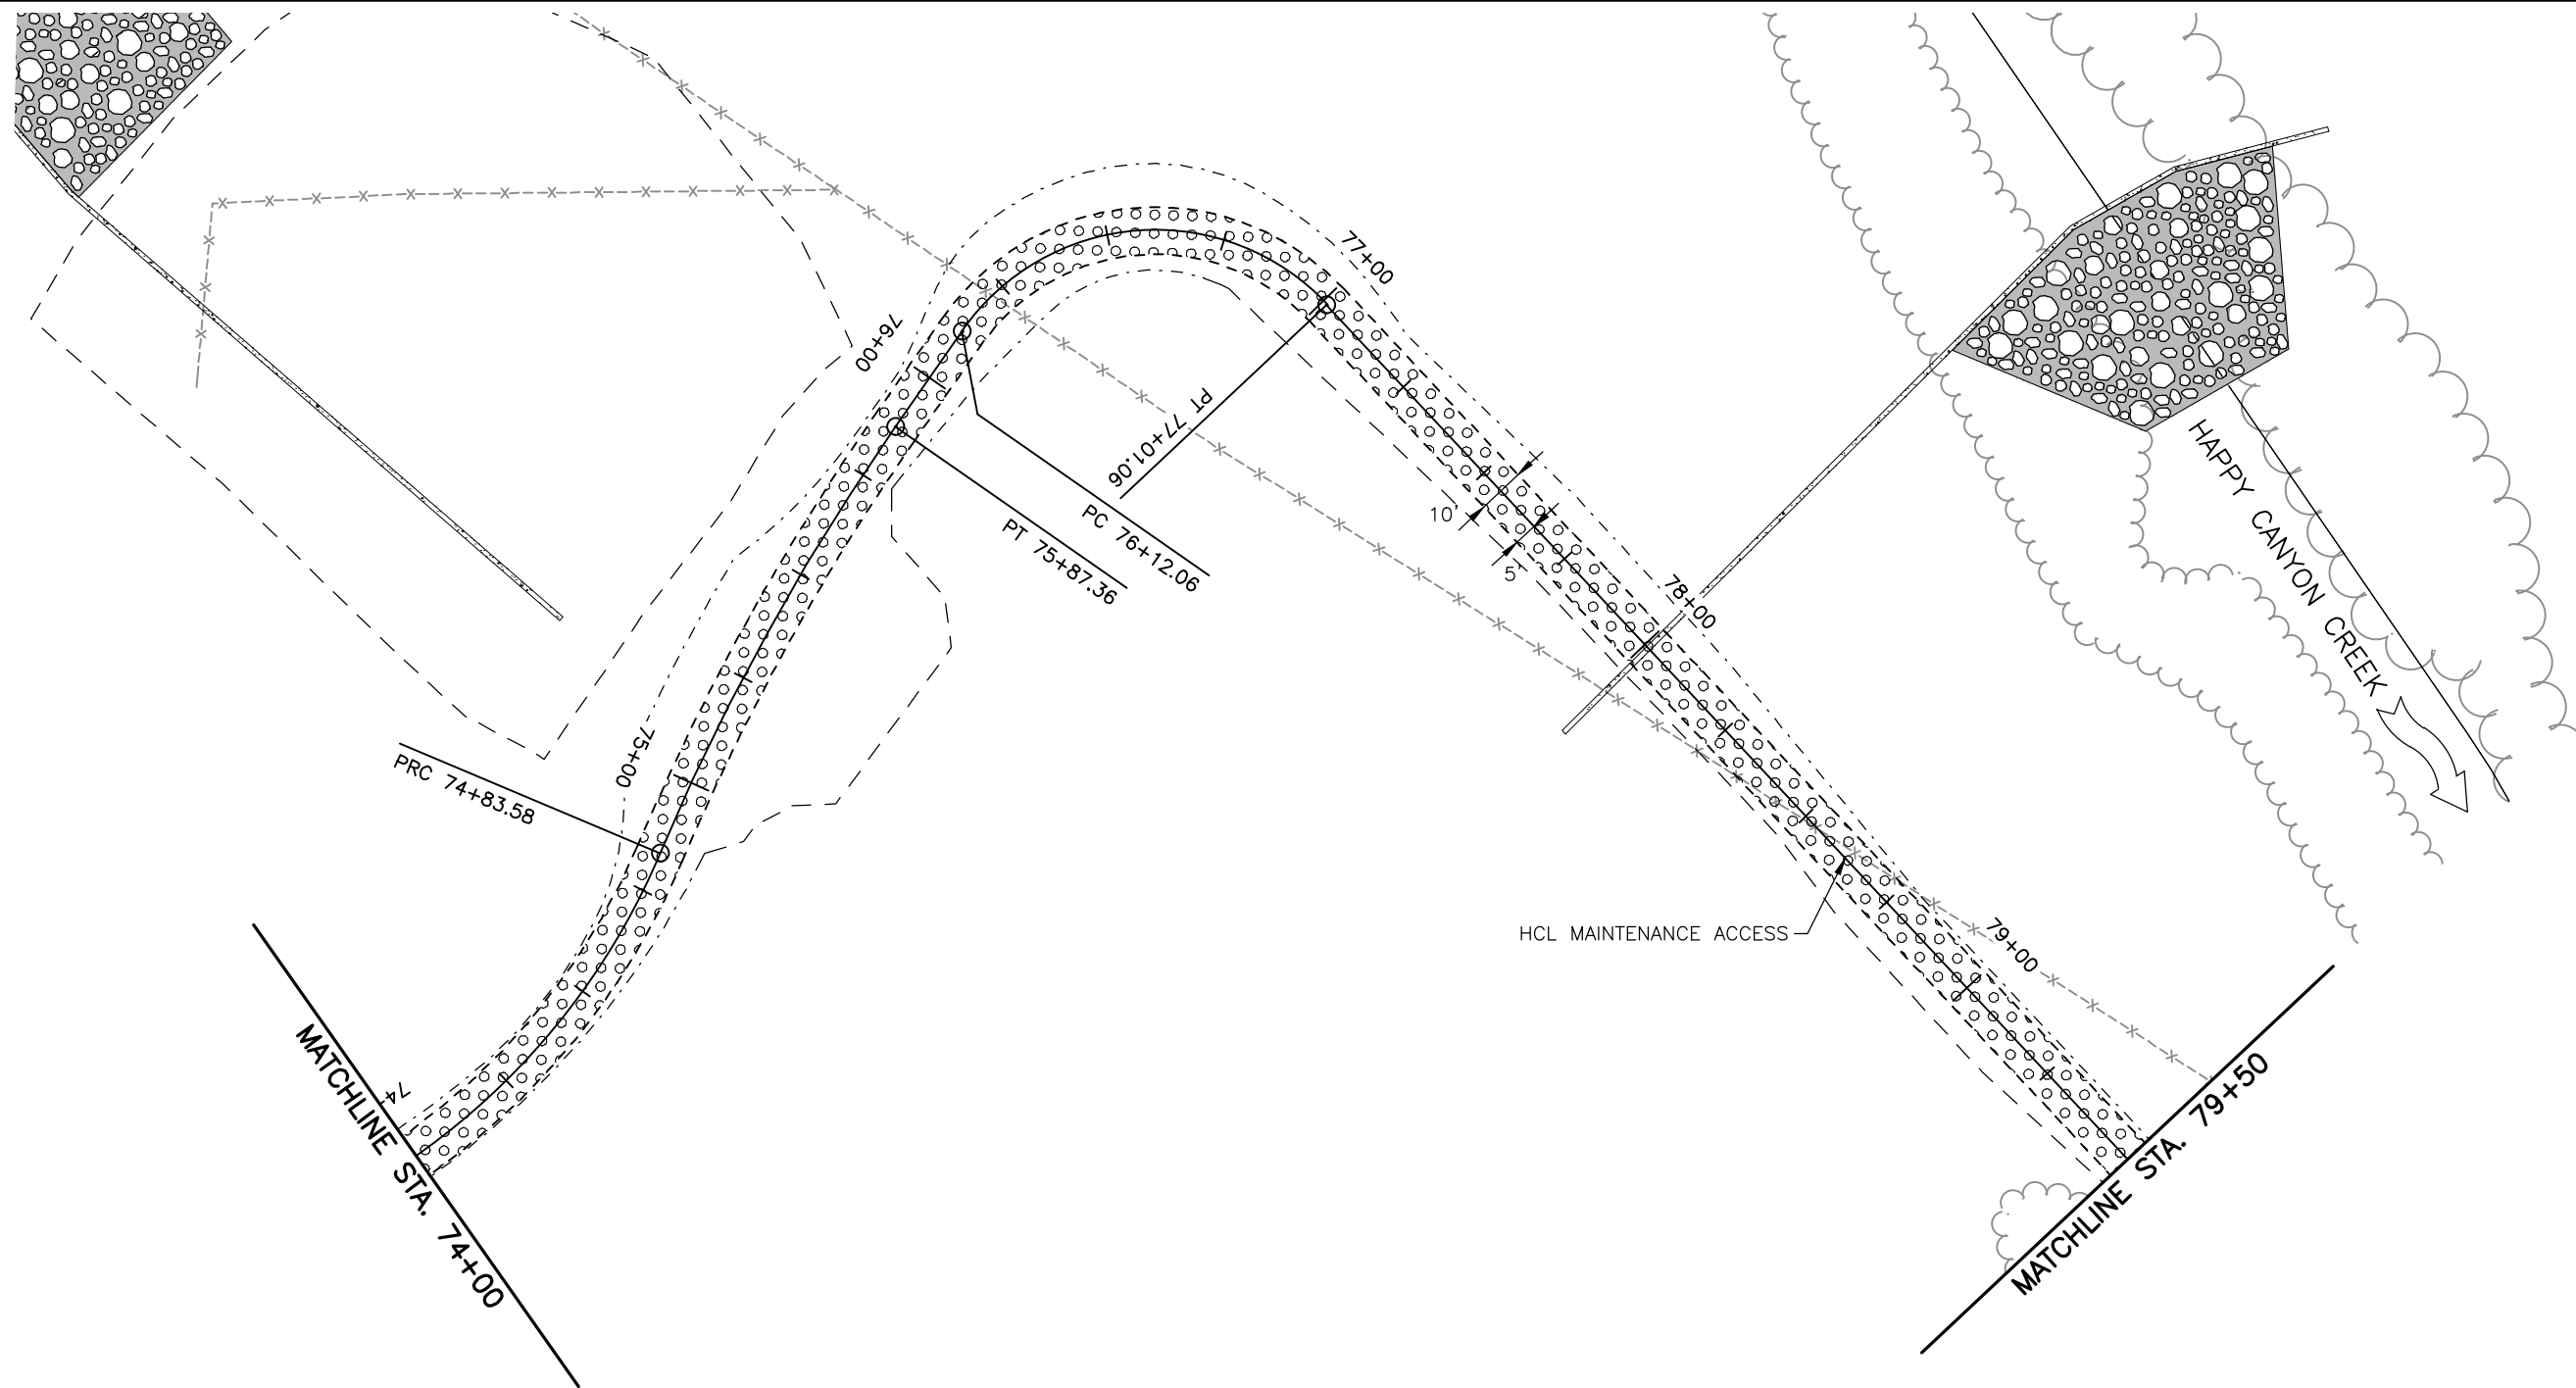 77+00
76+00
PT 77+01.06
HAPPY CANYON CREEK
10'
PC 76+12.06
PT 75+87.36
5'
78+00
75+00
PRC 74+83.58
HCL MAINTENANCE ACCESS
79+00
74
MATCHLINE STA. 74+00
MATCHLINE STA. 79+50